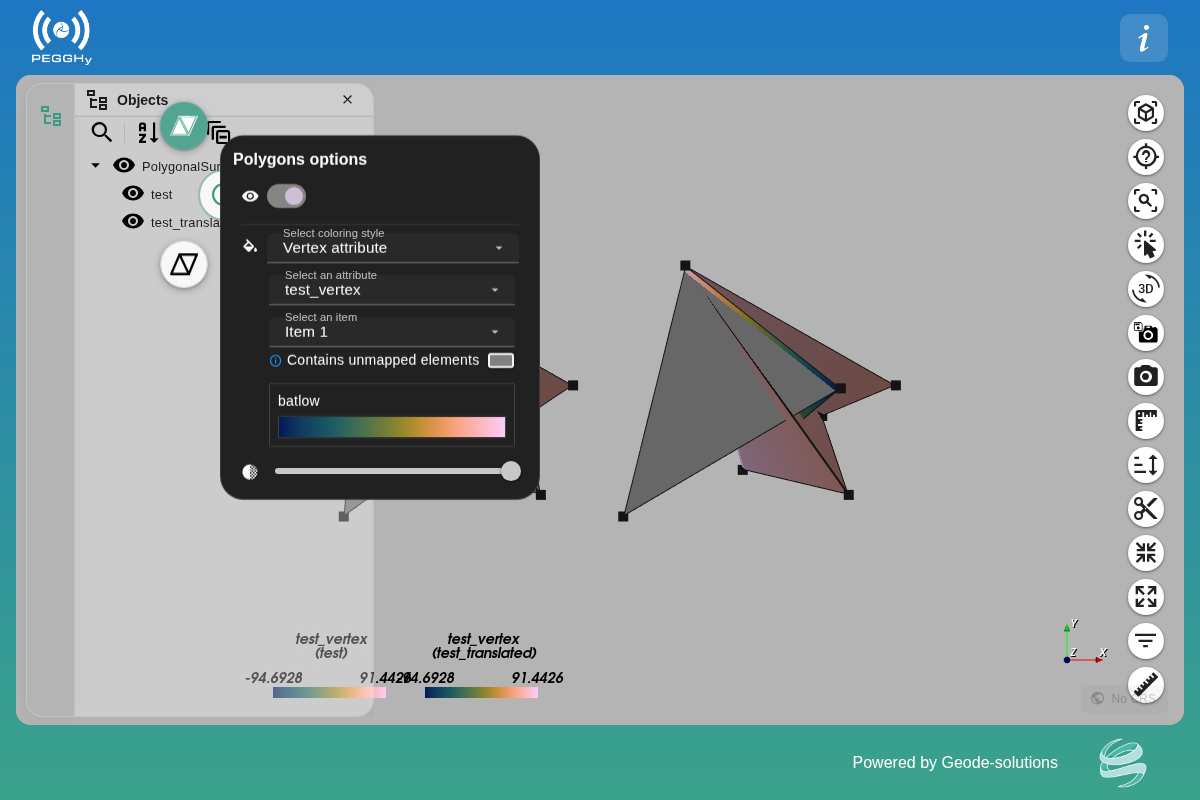 PEGGHy
i
Objects
A
Z
PolygonalSur
test
test_transla
Polygons options
Select coloring style
Vertex attribute
Select an attribute
test_vertex
Select an item
Item 1
Contains unmapped elements
batlow
3D
test_vertex
(test)
-94.6928
91.4426
test_vertex
(test_translated)
94.6928
91.4426
Y
Z
X
No CRS
Powered by Geode-solutions